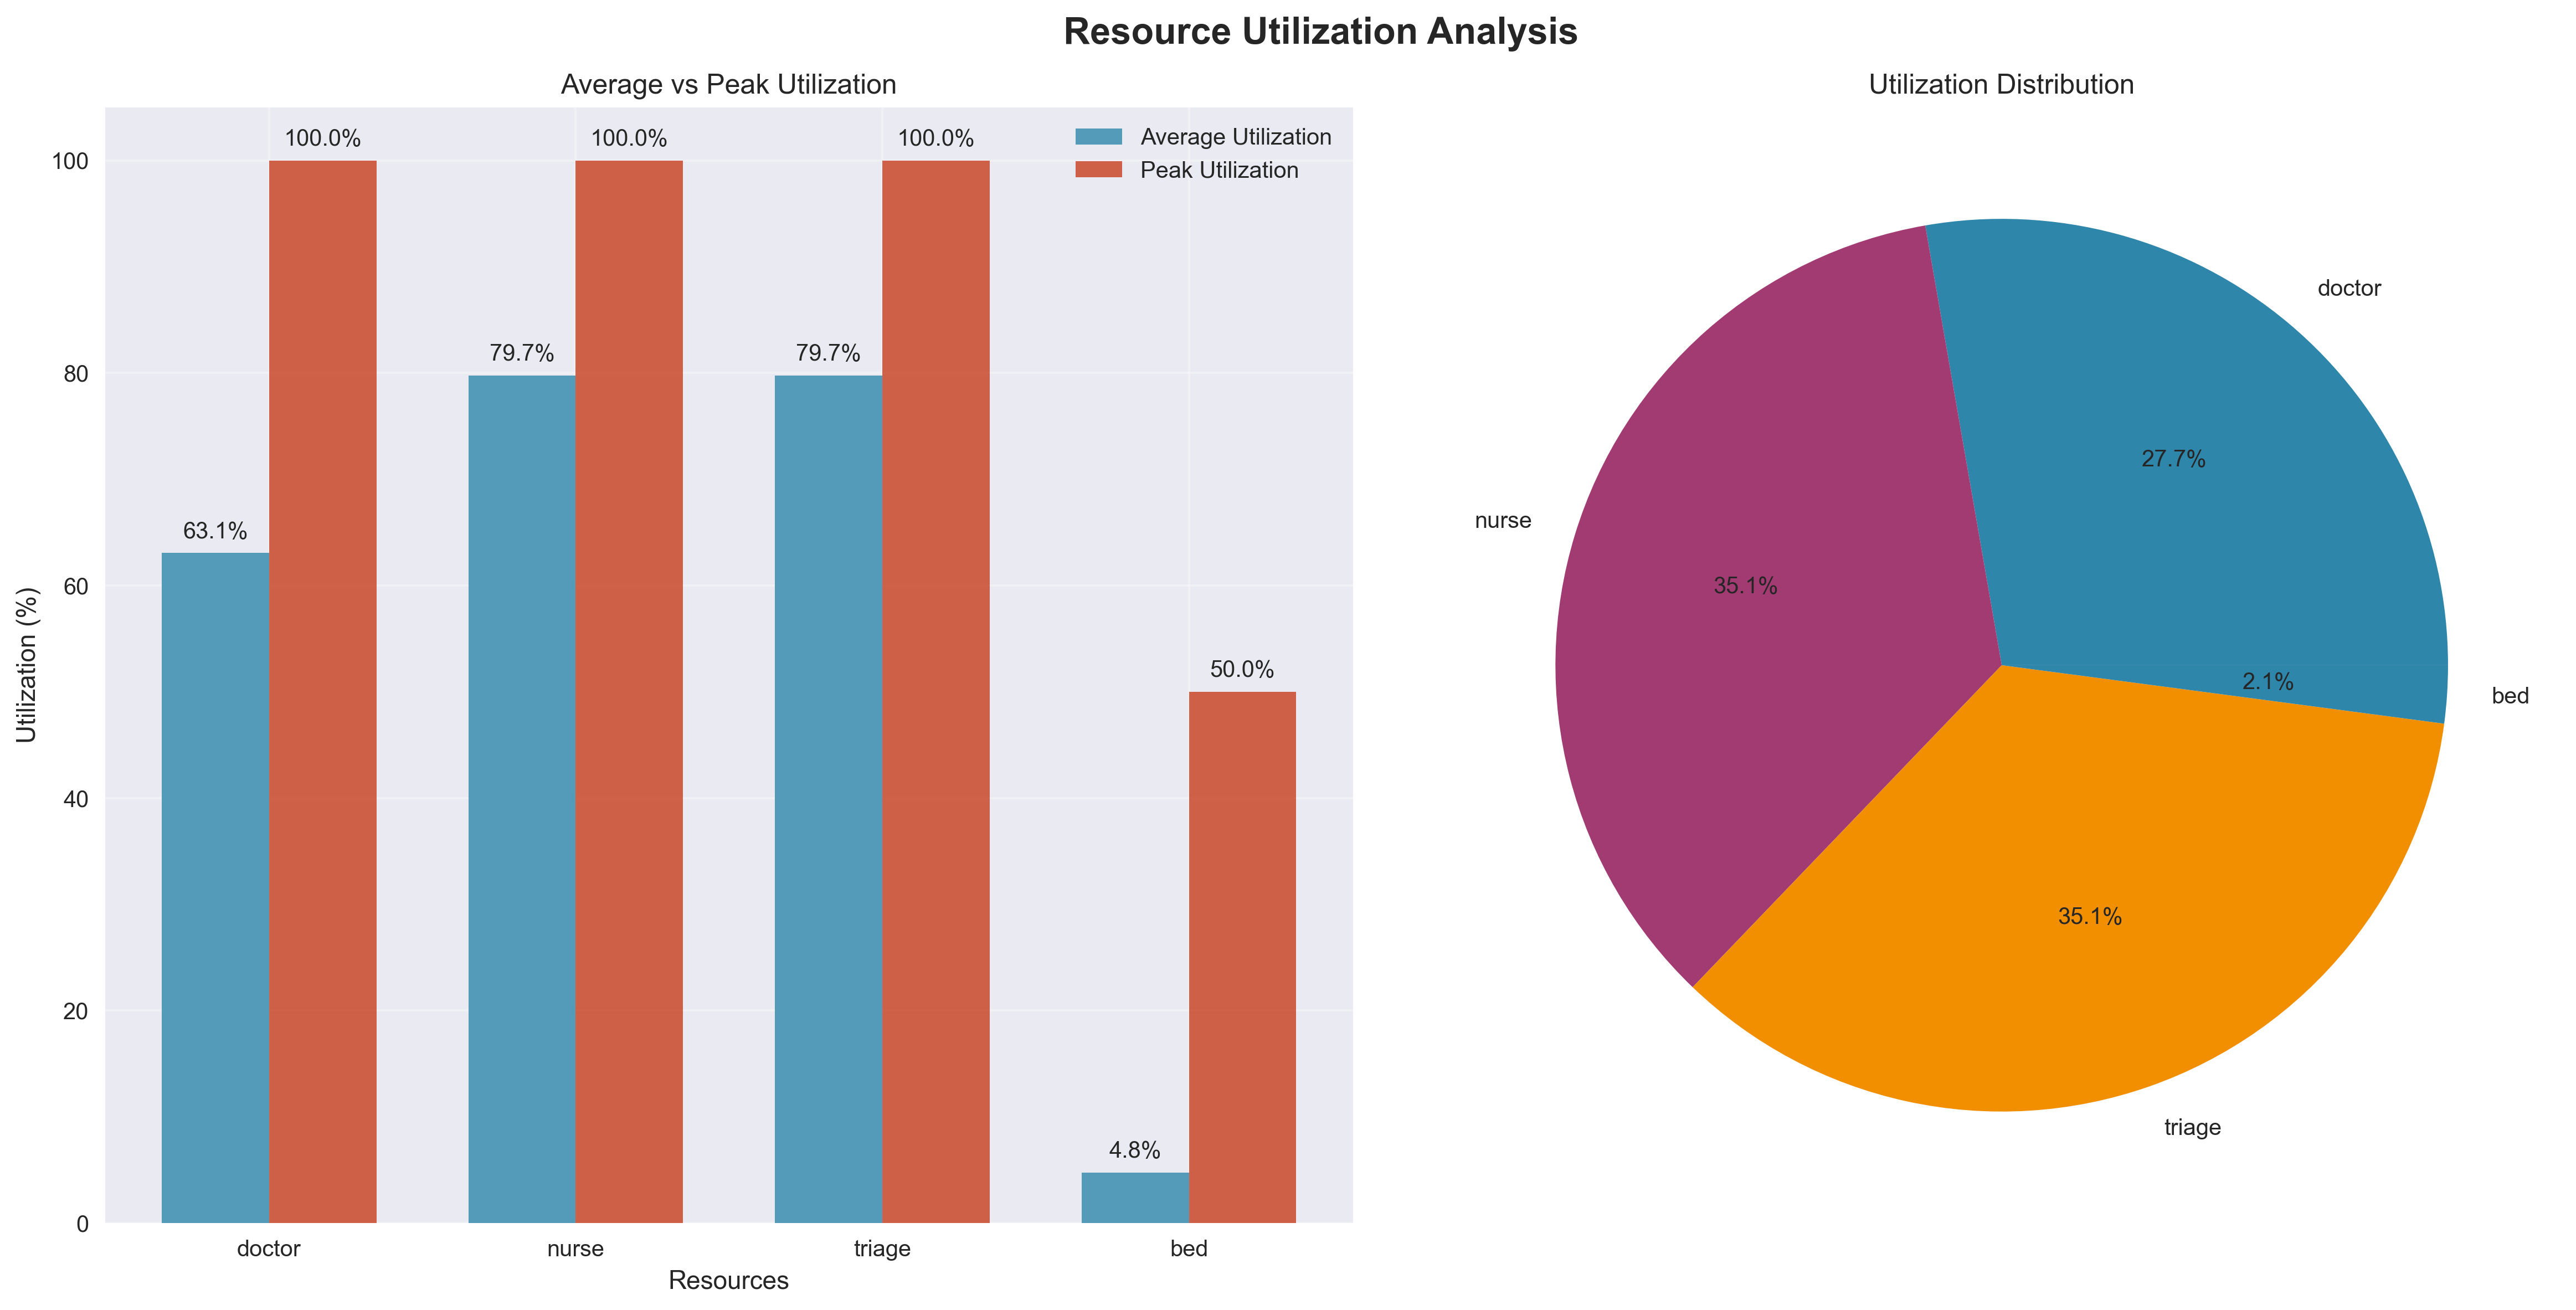 Resource Utilization Analysis
Average vs Peak Utilization
Average Utilization
Peak Utilization
100.0%
100.0%
100.0%
79.7%
79.7%
63.1%
50.0%
4.8%
100
80
60
40
20
0
Utilization (%)
doctor
nurse
triage
bed
Resources
Utilization Distribution
doctor
27.7%
nurse
35.1%
2.1%
bed
35.1%
triage